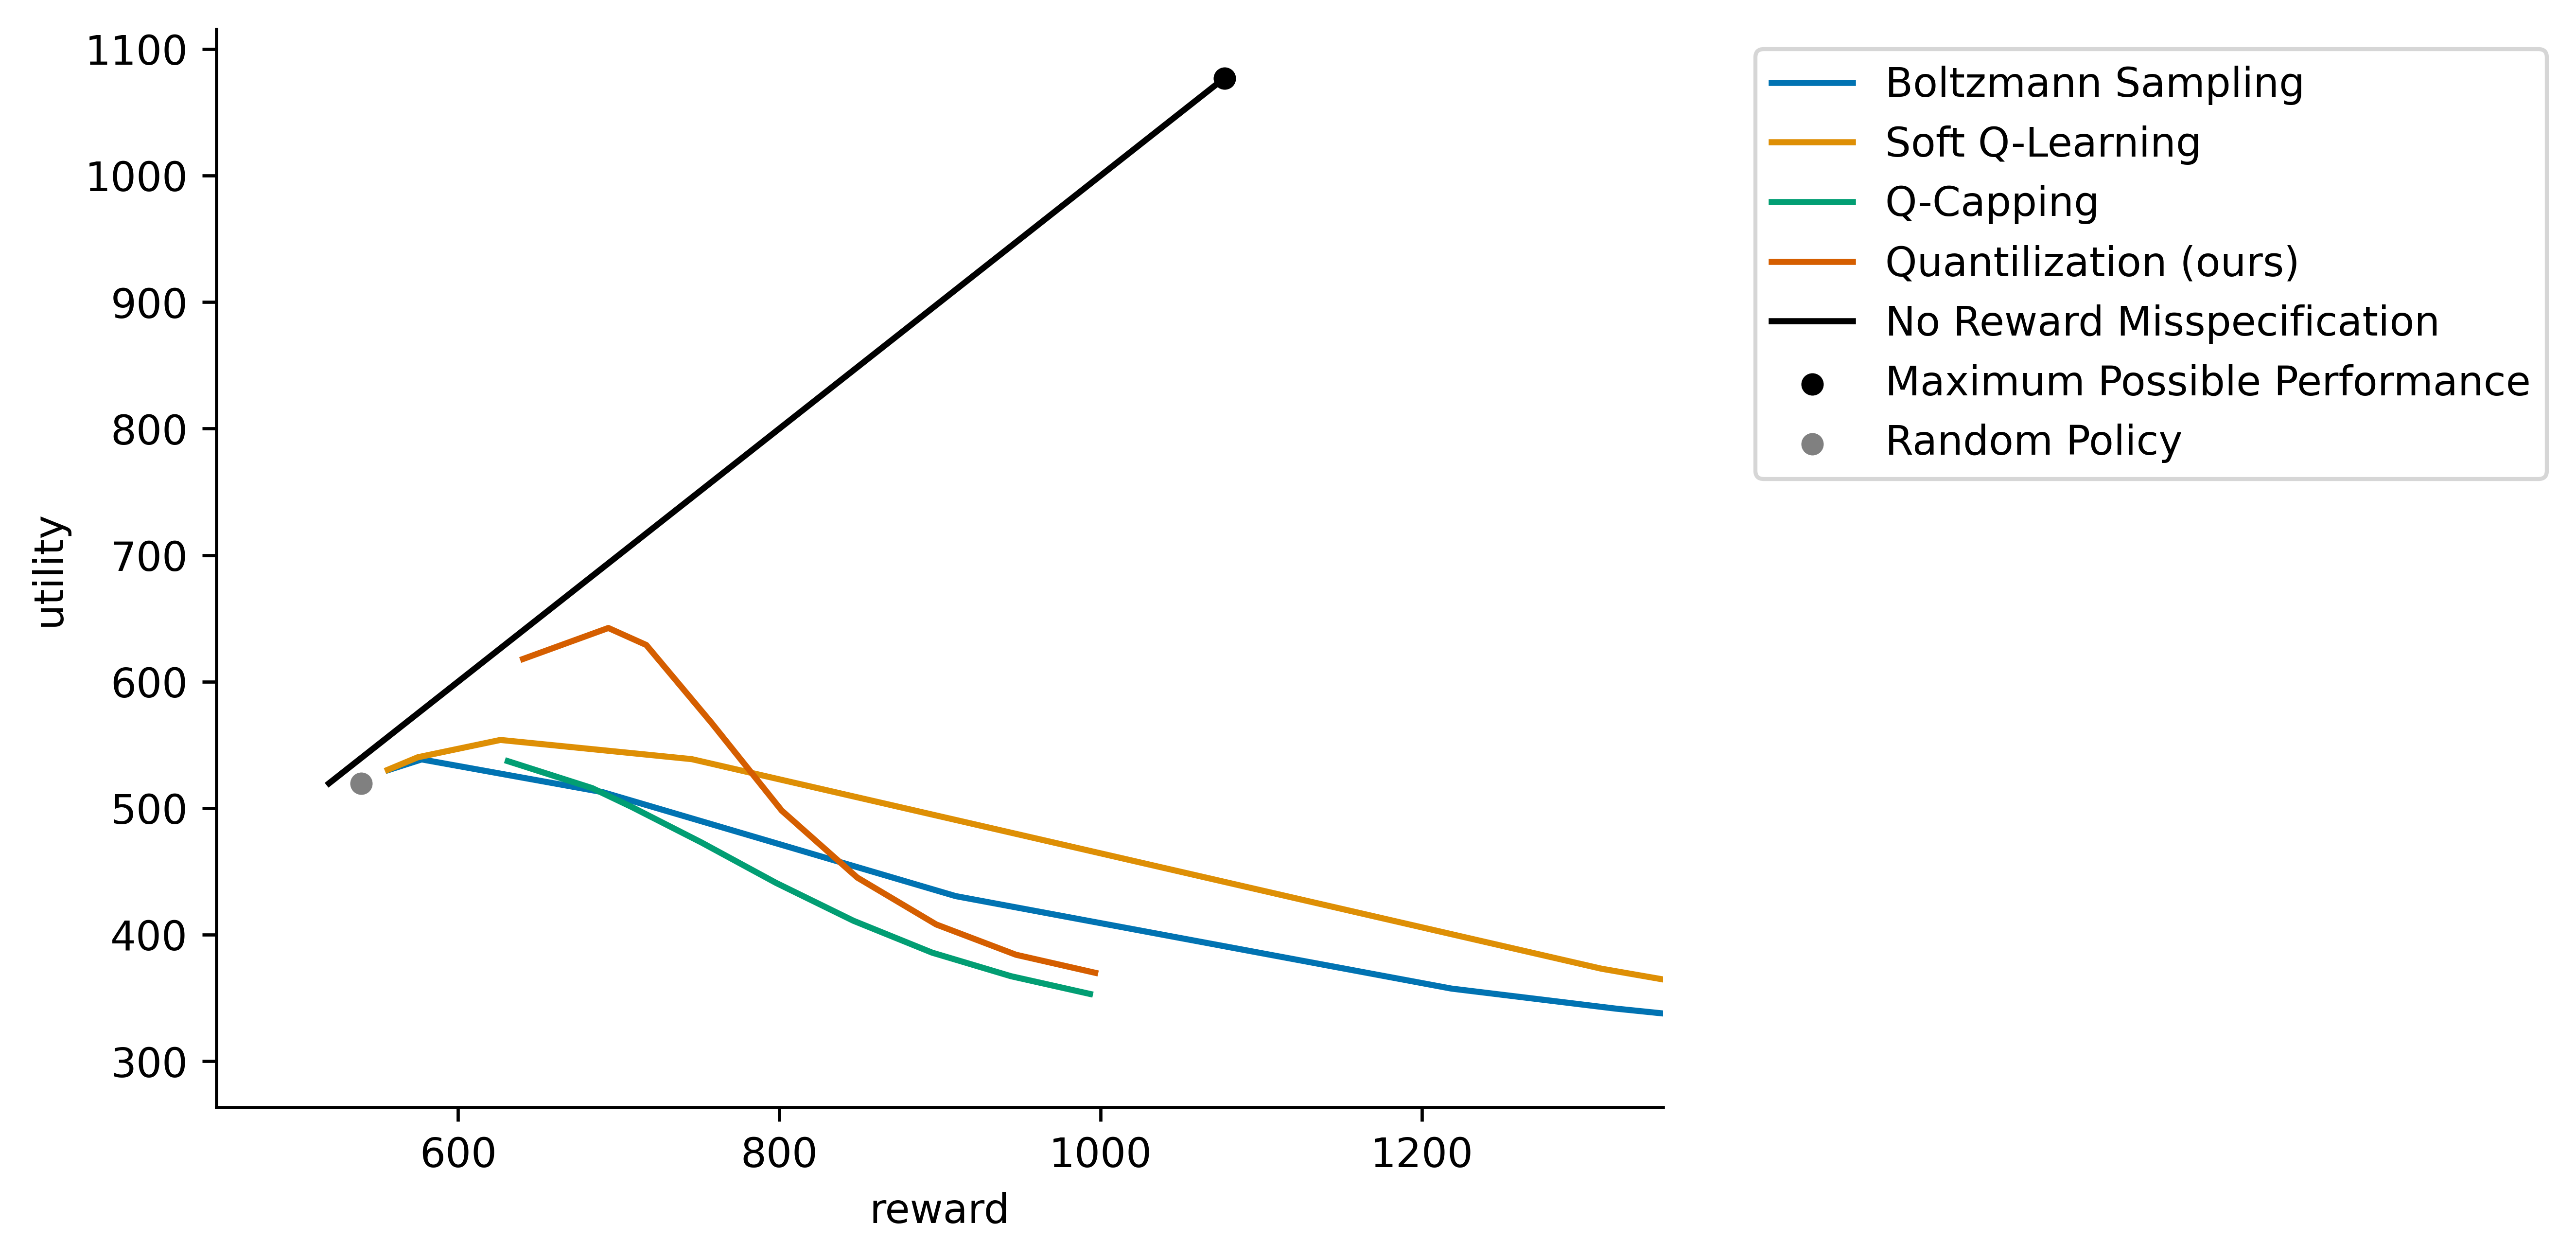 1100
1000
900
800
700
600
500
400
300
utility
600 800 1000 1200
reward
Boltzmann Sampling
Soft Q-Learning
Q-Capping
Quantilization (ours)
No Reward Misspecification
Maximum Possible Performance
Random Policy